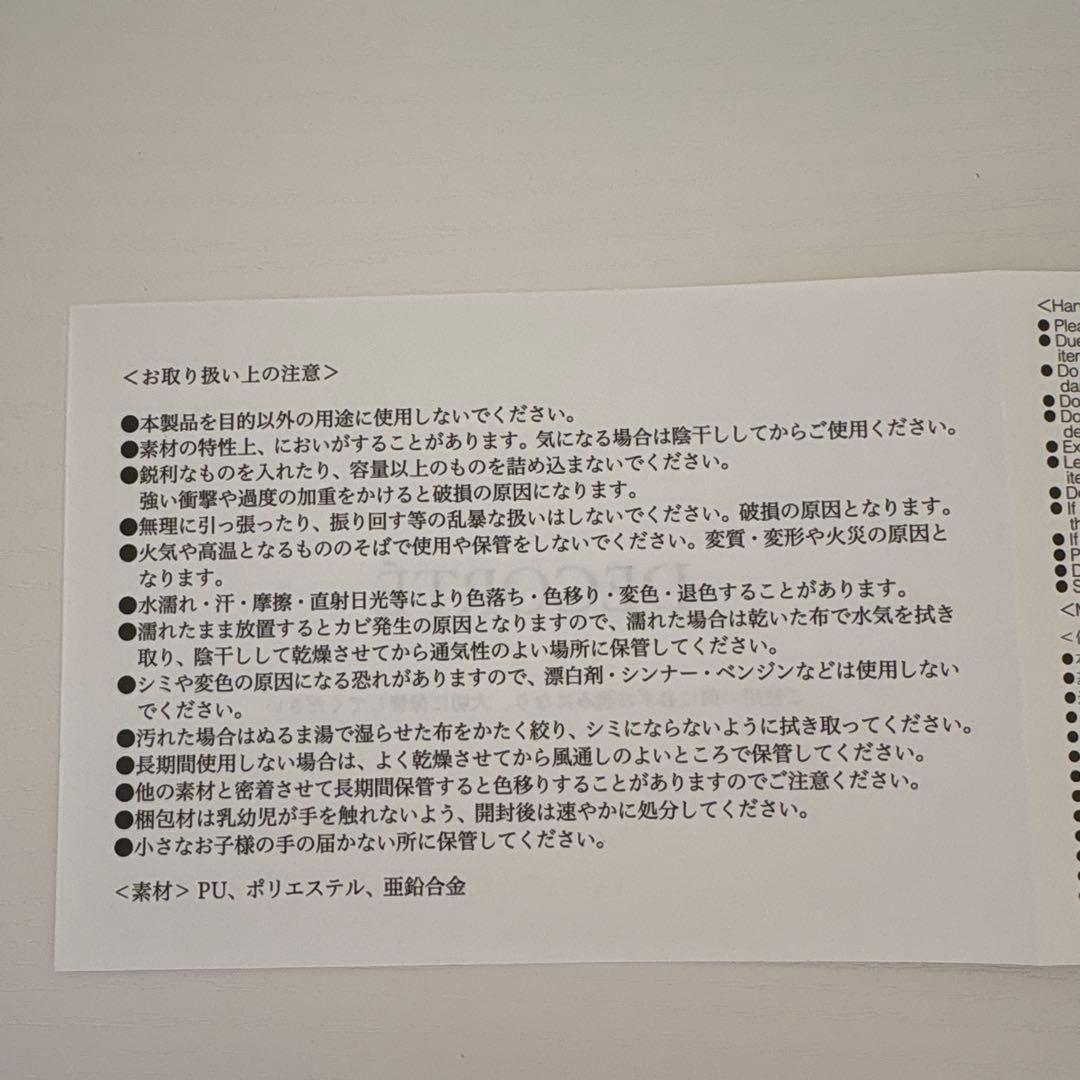 ＜お取り扱い上の注意＞
●本製品を目的以外の用途に使用しないでください。
●素材の特性上、においがすることがあります。気になる場合は陰干ししてからご使用ください。
●鋭利なものを入れたり、容量以上のものを詰め込まないでください。
強い衝撃や過度の加重をかけると破損の原因になります。
●無理に引っ張ったり、振り回す等の乱暴な扱いはしないでください。破損の原因となります。
●火気や高温となるもののそばで使用や保管をしないでください。変質・変形や火災の原因と
なります。
●水濡れ・汗・摩擦・直射日光等により色落ち・色移り・変色・退色することがあります。
●濡れたまま放置するとカビ発生の原因となりますので、濡れた場合は乾いた布で水気を拭き
取り、陰干しして乾燥させてから通気性のよい場所に保管してください。
●シミや変色の原因になる恐れがありますので、漂白剤・シンナー・ベンジンなどは使用しない
でください。
●汚れた場合はぬるま湯で湿らせた布をかたく絞り、シミにならないように拭き取ってください。
●長期間使用しない場合は、よく乾燥させてから風通しのよいところで保管してください。
●他の素材と密着させて長期間保管すると色移りすることがありますのでご注意ください。
●梱包材は乳幼児が手を触れないよう、開封後は速やかに処分してください。
●小さなお子様の手の届かない所に保管してください。
＜素材＞ PU、ポリエステル、亜鉛合金
DECORTÉ
＜Har
● Plea
● Due
iter
● Do
da
● Do
● Do
de
● Ex
● Le
ite
● D
● If
th
● If
● P
● D
● S